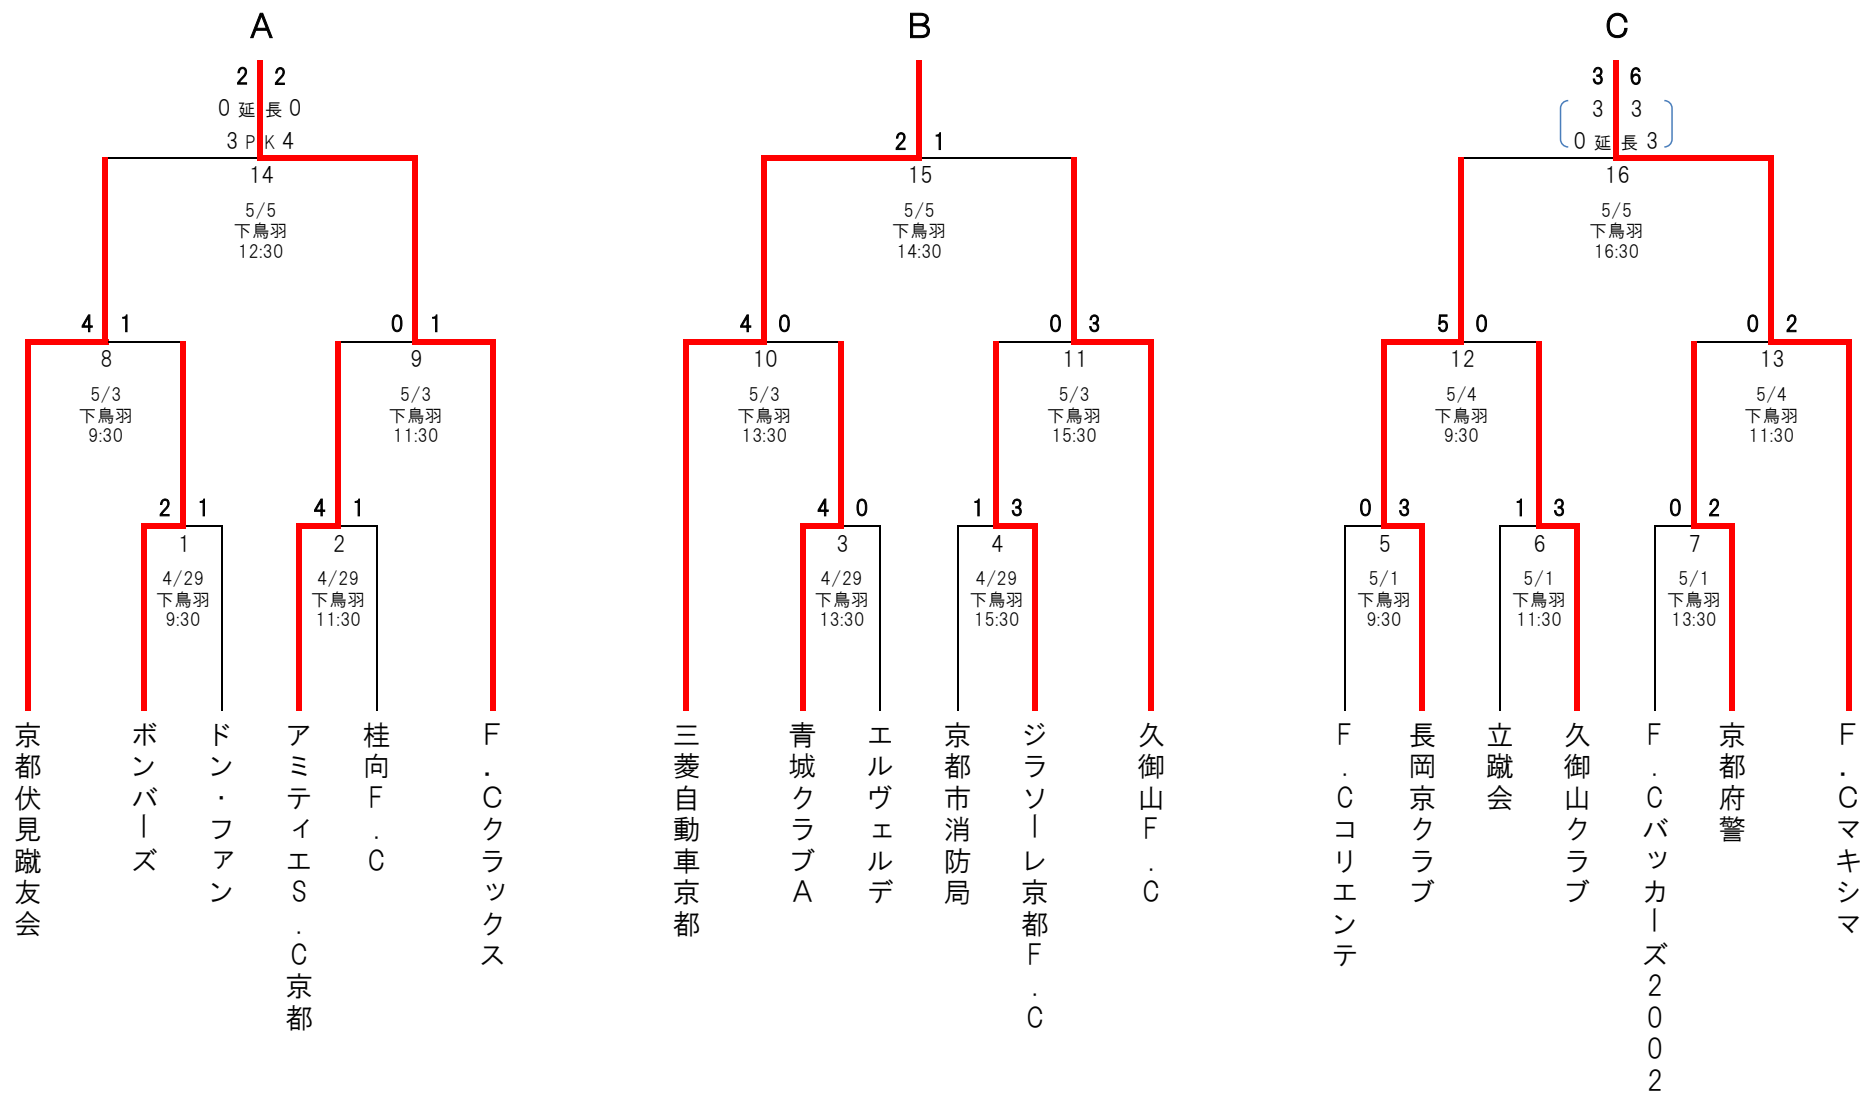 A
B
C
2 2
0 延長 0
3 PK 4
14
5/5
下鳥羽
12:30
2 1
15
5/5
下鳥羽
14:30
3 6
3 3
0 延長 3
16
5/5
下鳥羽
16:30
4 1
8
5/3
下鳥羽
9:30
0 1
9
5/3
下鳥羽
11:30
4 0
10
5/3
下鳥羽
13:30
0 3
11
5/3
下鳥羽
15:30
5 0
12
5/4
下鳥羽
9:30
0 2
13
5/4
下鳥羽
11:30
2 1
1
4/29
下鳥羽
9:30
4 1
2
4/29
下鳥羽
11:30
4 0
3
4/29
下鳥羽
13:30
1 3
4
4/29
下鳥羽
15:30
0 3
5
5/1
下鳥羽
9:30
1 3
6
5/1
下鳥羽
11:30
0 2
7
5/1
下鳥羽
13:30
京都伏見蹴友会
ボンバーズ
ドン・ファン
アミティエS.C京都
桂向F.C
F.Cクラックス
三菱自動車京都
青城クラブA
エルヴェルデ
京都市消防局
ジラソーレ京都F.C
久御山F.C
F.Cコリエンテ
長岡京クラブ
立蹴会
久御山クラブ
F.Cバッカーズ2002
京都府警
F.Cマキシマ